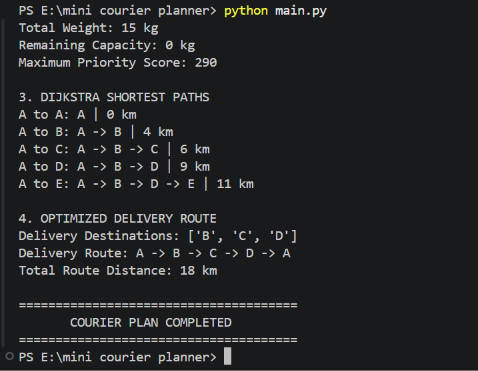 PS E:\mini courier planner> python main.py
Total Weight: 15 kg
Remaining Capacity: 0 kg
Maximum Priority Score: 290
3. DIJKSTRA SHORTEST PATHS
A to A: A | 0 km
A to B: A -> B | 4 km
A to C: A -> B -> C | 6 km
A to D: A -> B -> D | 9 km
A to E: A -> B -> D -> E | 11 km
4. OPTIMIZED DELIVERY ROUTE
Delivery Destinations: ['B', 'C', 'D']
Delivery Route: A -> B -> C -> D -> A
Total Route Distance: 18 km
======================================
COURIER PLAN COMPLETED
======================================
PS E:\mini courier planner>